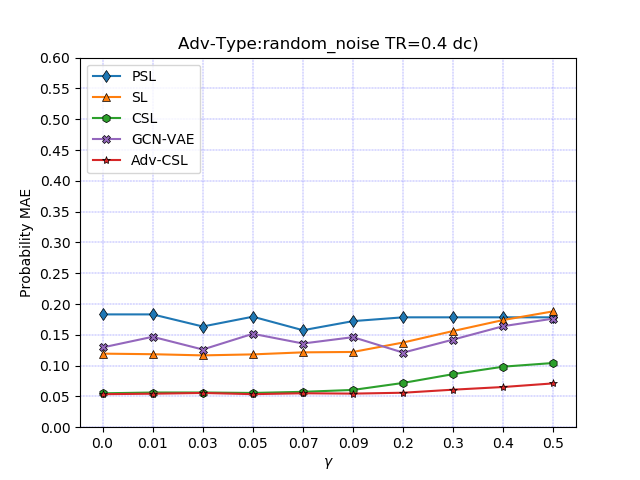 Adv-Type:random_noise TR=0.4 dc)
PSL
SL
CSL
GCN-VAE
Adv-CSL
Probability MAE
0.60
0.55
0.50
0.45
0.40
0.35
0.30
0.25
0.20
0.15
0.10
0.05
0.00
0.0 0.01 0.03 0.05 0.07 0.09 0.2 0.3 0.4 0.5
γ